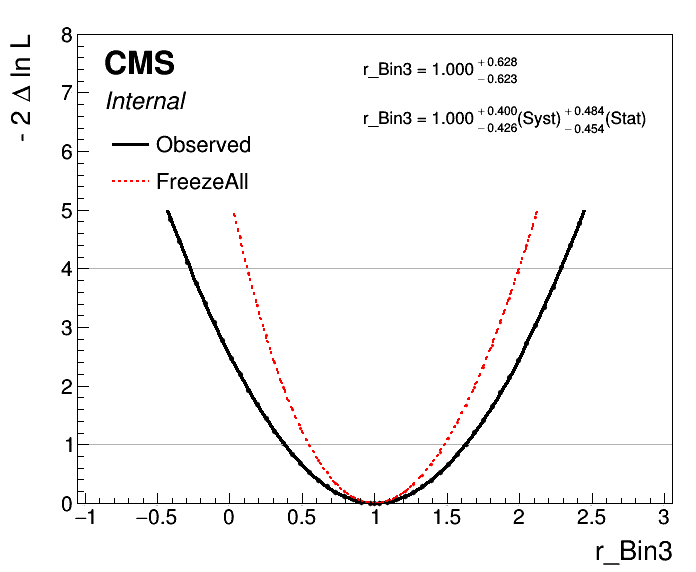 - 2 Δ ln L
8
7
6
5
4
3
2
1
0
CMS
Internal
Observed
FreezeAll
r_Bin3 = 1.000 +0.628 −0.623
r_Bin3 = 1.000 +0.400 −0.426 (Syst) +0.484 −0.454 (Stat)
−1 −0.5 0 0.5 1 1.5 2 2.5 3
r_Bin3